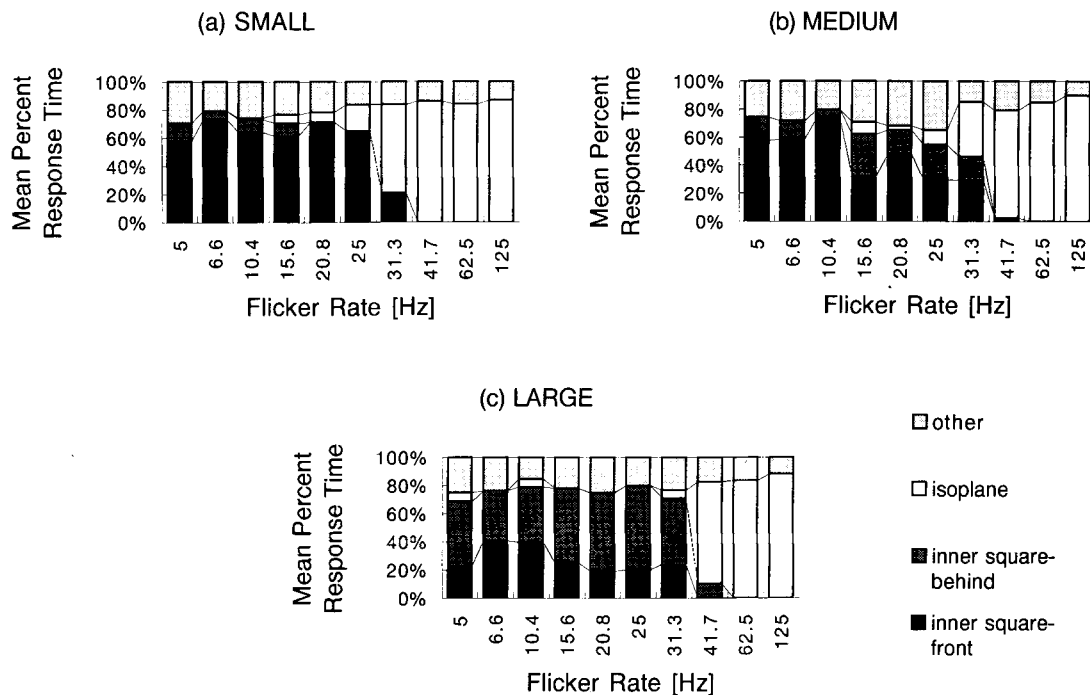 (a) SMALL
Mean Percent
Response Time
100%
80%
60%
40%
20%
0%
5 6.6 10.4 15.6 20.8 25 31.3 41.7 62.5 125
Flicker Rate [Hz]
(b) MEDIUM
Mean Percent
Response Time
100%
80%
60%
40%
20%
0%
5 6.6 10.4 15.6 20.8 25 31.3 41.7 62.5 125
Flicker Rate [Hz]
(c) LARGE
Mean Percent
Response Time
100%
80%
60%
40%
20%
0%
5 6.6 10.4 15.6 20.8 25 31.3 41.7 62.5 125
Flicker Rate [Hz]
other
isoplane
inner square-
behind
inner square-
front